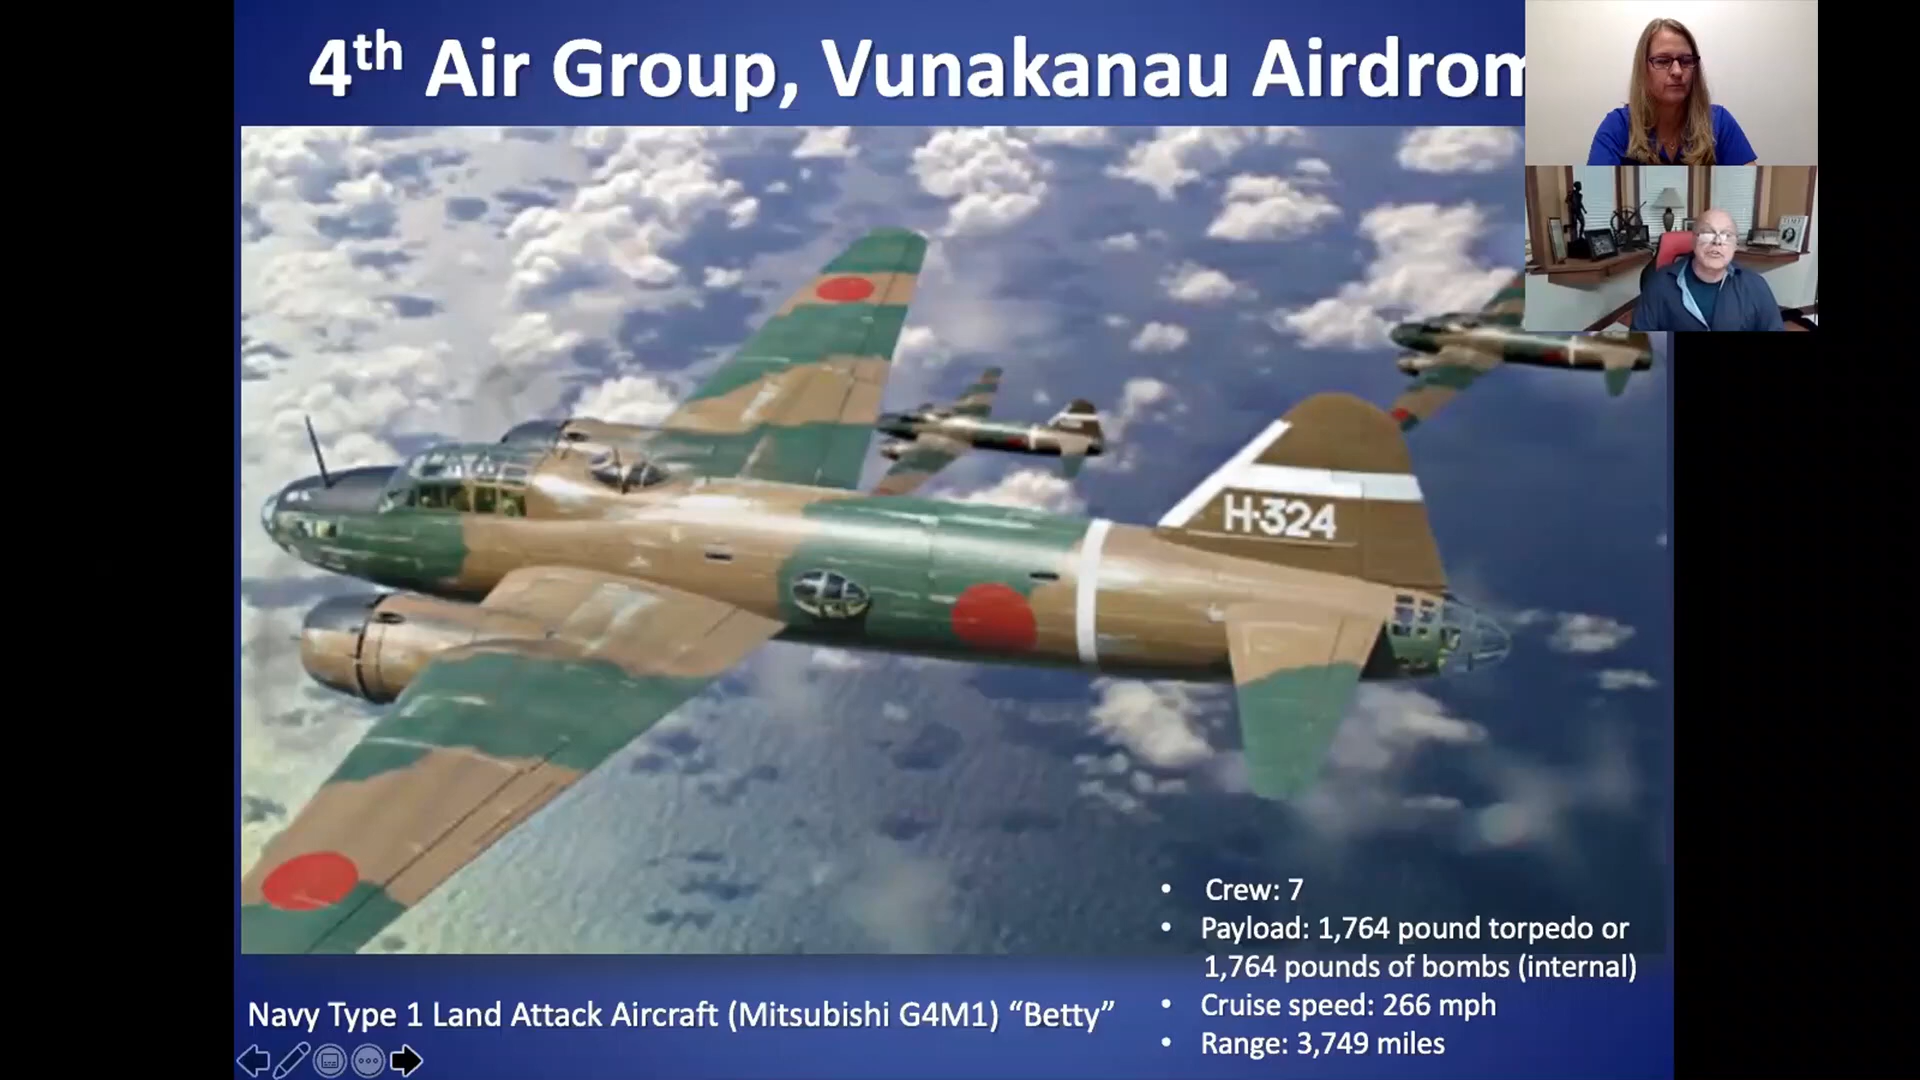 4th Air Group, Vunakanau Airdrom
H-324
• Crew: 7
• Payload: 1,764 pound torpedo or
1,764 pounds of bombs (internal)
• Cruise speed: 266 mph
• Range: 3,749 miles
Navy Type 1 Land Attack Aircraft (Mitsubishi G4M1) “Betty”